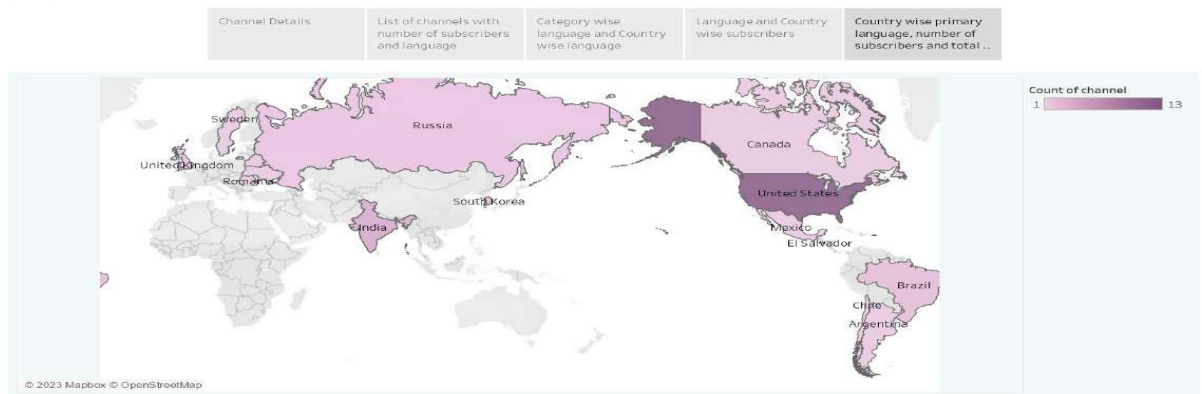 Channel Details
List of channels with
number of subscribers
and language
Category wise
language and Country
wise language
Language and Country
wise subscribers
Country wise primary
language, number of
subscribers and total ..
Count of channel
1 13
Sweden
Russia
United Kingdom
Romania
South Korea
India
Canada
United States
Mexico
El Salvador
Brazil
Chile
Argentina
© 2023 Mapbox © OpenStreetMap